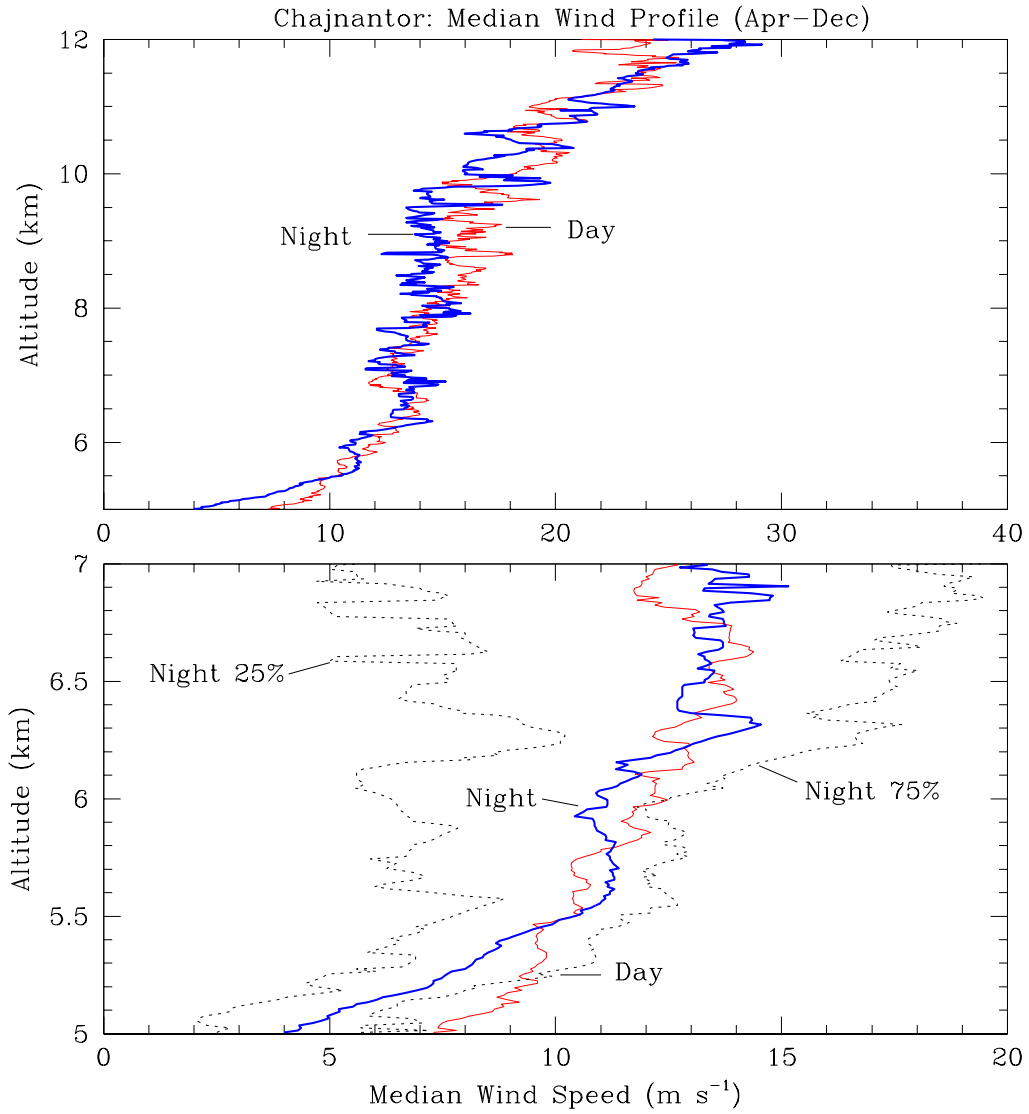 Chajnantor: Median Wind Profile (Apr−Dec)
12
10
8
6
Altitude (km)
Night
Day
0 10 20 30 40
7
6.5
6
5.5
5
Altitude (km)
Night 25%
Night 75%
Night
Day
0 5 10 15 20
Median Wind Speed (m s⁻¹)